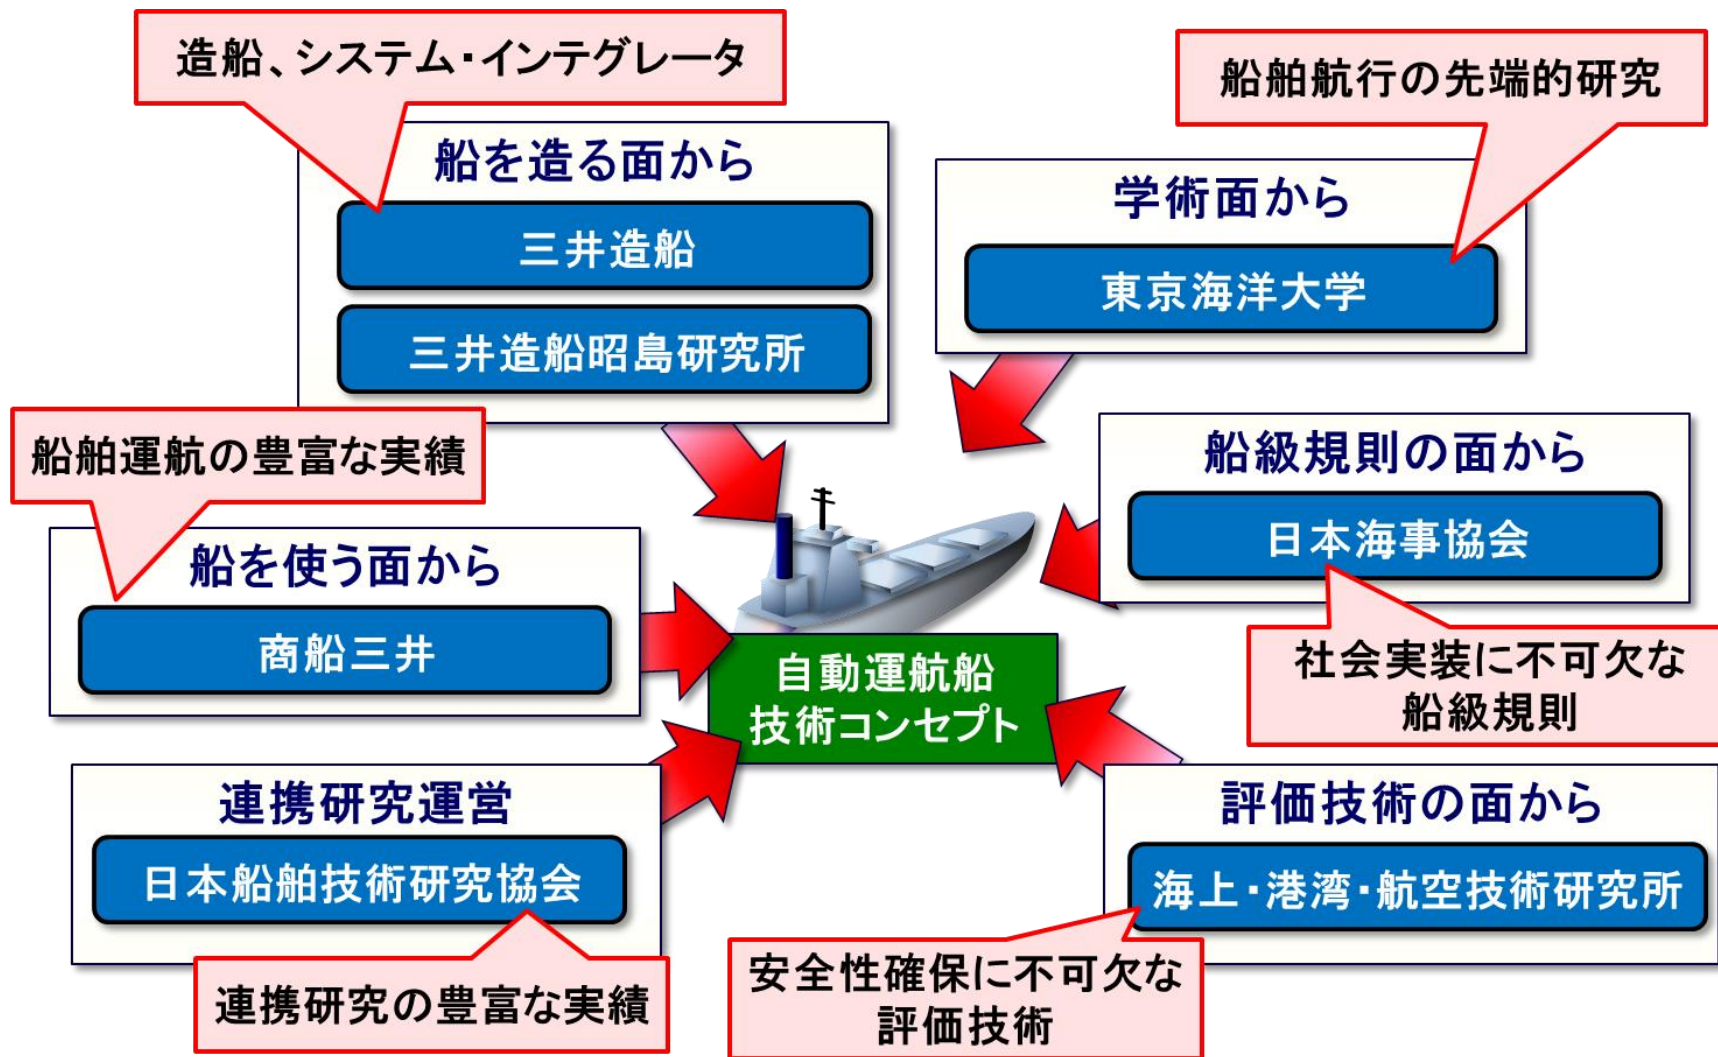 造船、システム・インテグレータ
船を造る面から
三井造船
三井造船昭島研究所
船舶航行の先端的研究
学術面から
東京海洋大学
船舶運航の豊富な実績
船を使う面から
商船三井
船級規則の面から
日本海事協会
社会実装に不可欠な
船級規則
自動運航船
技術コンセプト
連携研究運営
日本船舶技術研究協会
連携研究の豊富な実績
評価技術の面から
海上・港湾・航空技術研究所
安全性確保に不可欠な
評価技術